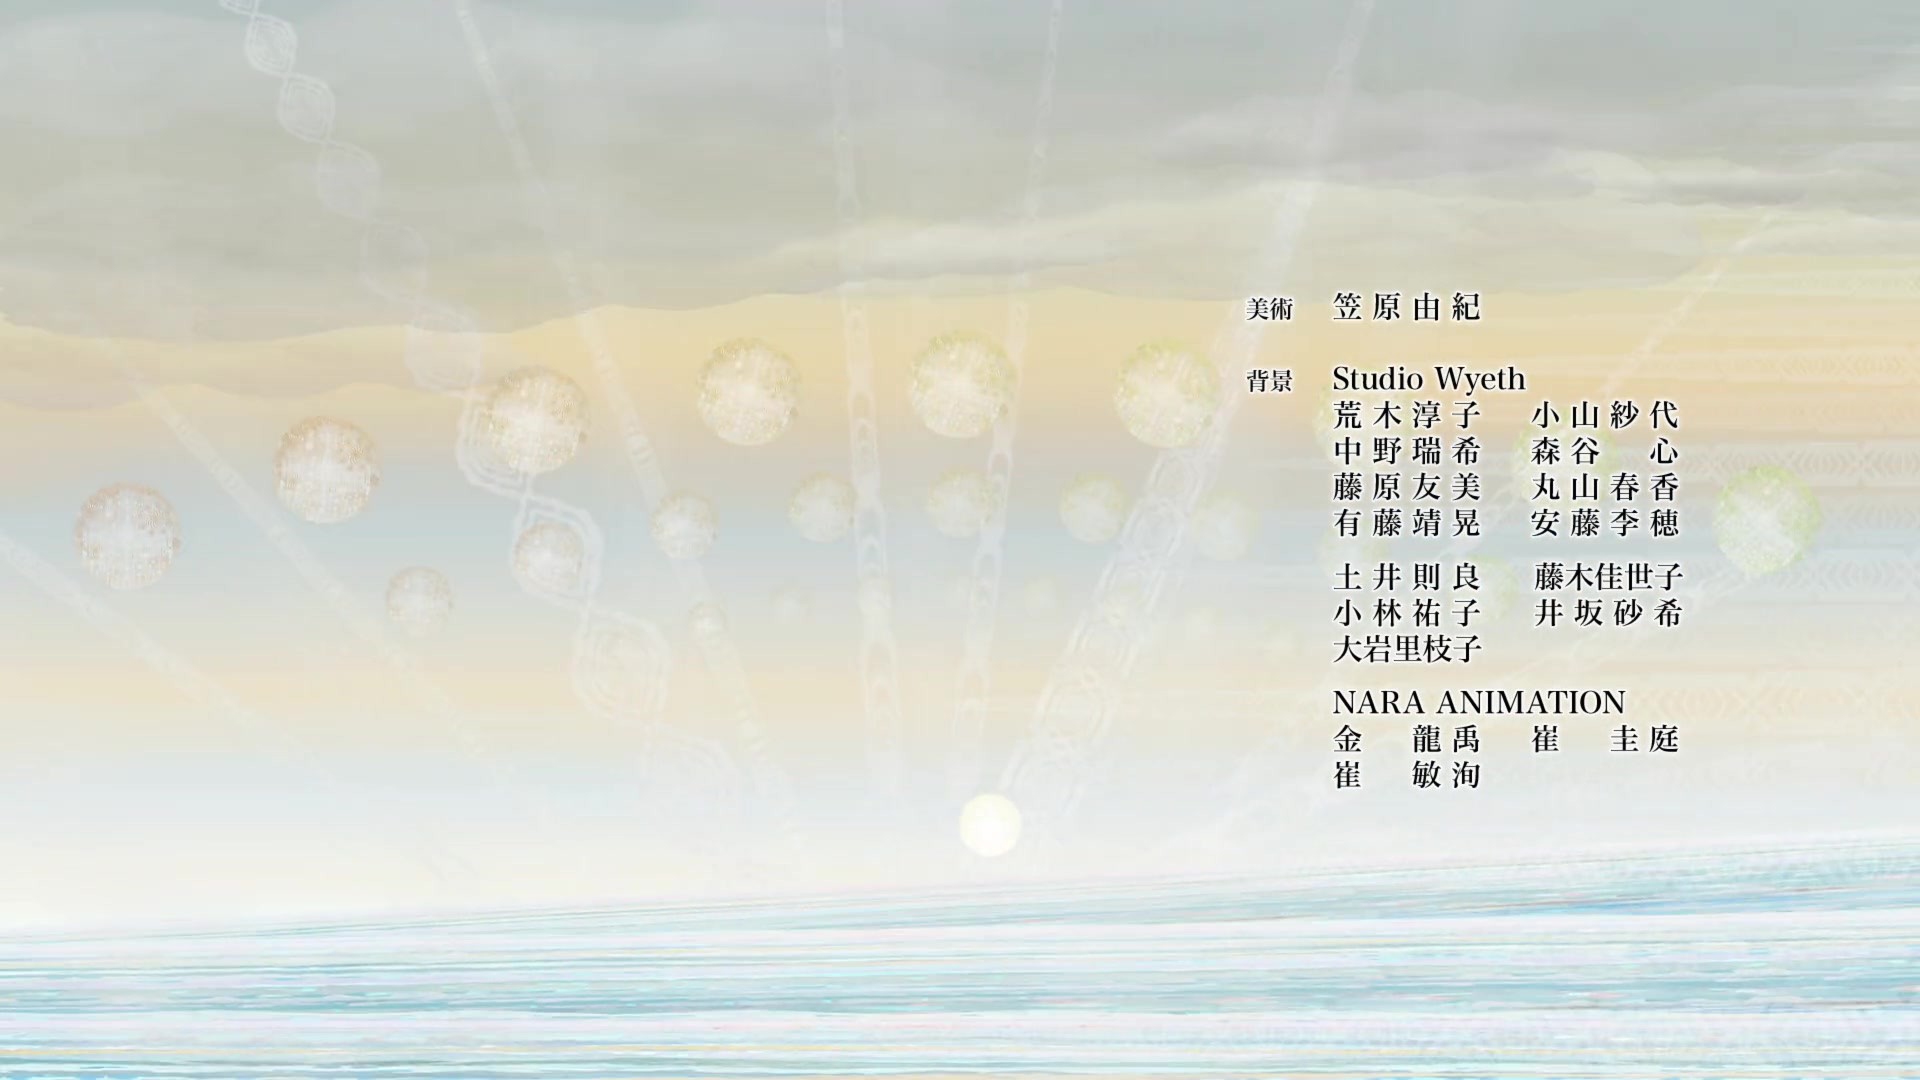 美術 笠原由紀
背景 Studio Wyeth
荒木淳子 小山紗代
中野瑞希 森谷 心
藤原友美 丸山春香
有藤靖晃 安藤李穂
土井則良 藤木佳世子
小林祐子 井坂砂希
大岩里枝子
NARA ANIMATION
金 龍禹 崔 圭庭
崔 敏洵